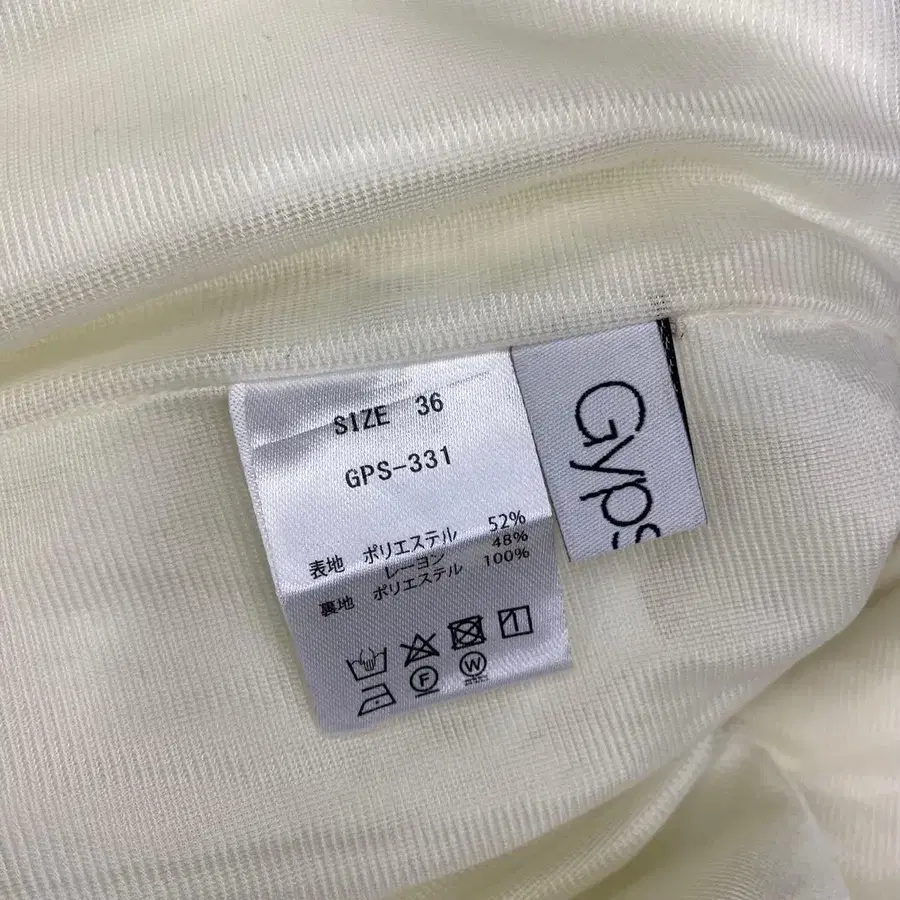 SIZE 36
GPS-331
表地 ポリエステル 52%
レーヨン 48%
裏地 ポリエステル 100%
F W
Gyps